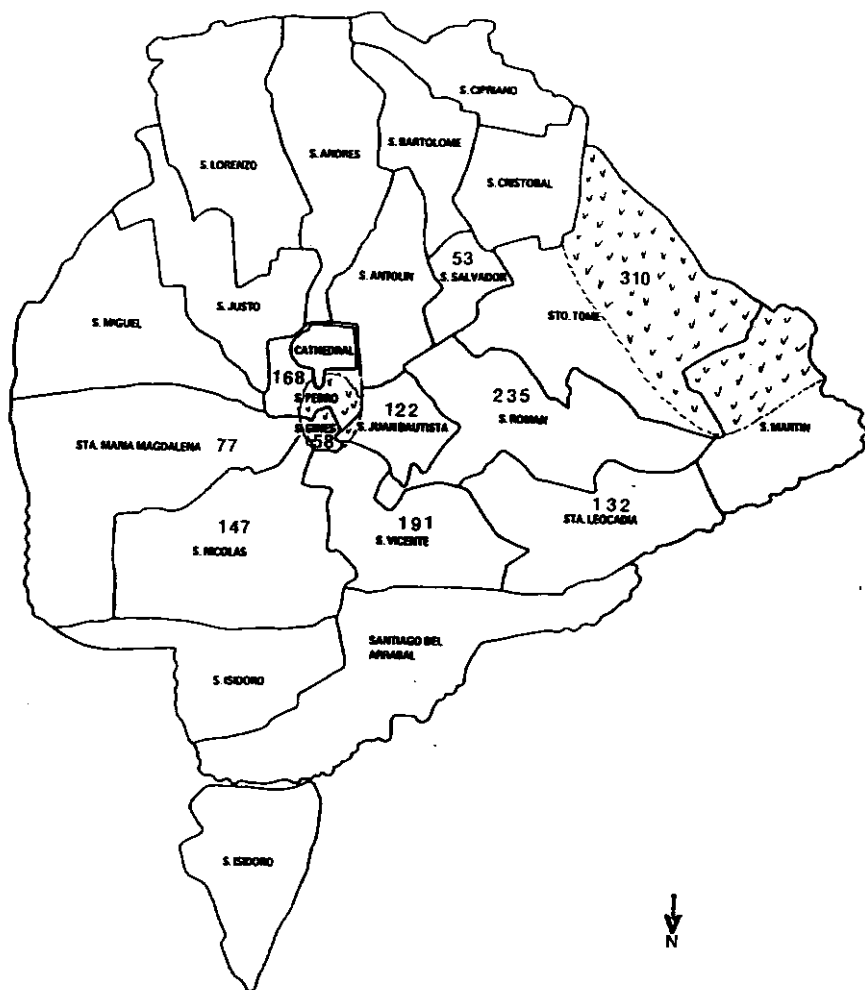 S. CIPRIANO
S. BARTOLOME
S. ANDRES
S. LORENZO
S. CRISTOBAL
53
S. SALVADOR
S. ANTOLIN
310
S. JUSTO
STO. TOME
S. MIGUEL
CATHEDRAL
168
S. PEDRO
235
122
S. ROMAN
S. JUAN BAUTISTA
S. GINES
58
S. MARTIN
STA. MARIA MAGDALENA 77
132
STA. LEOCADIA
147
S. NICOLAS
191
S. VICENTE
SANTIAGO DEL
ARRABAL
S. ISIDORO
S. ISIDORO
N